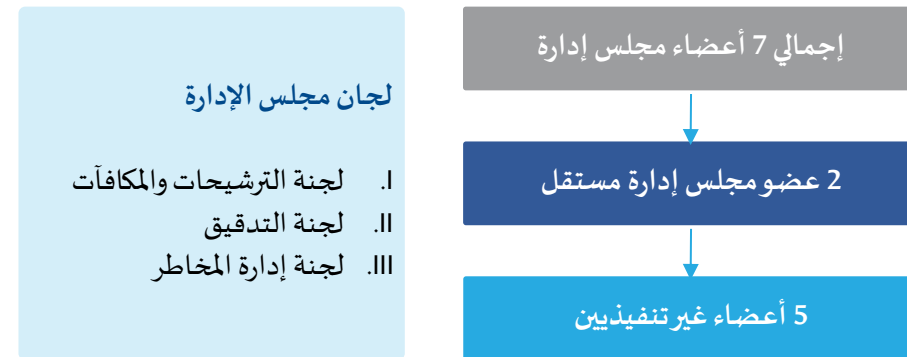 إجمالي 7 أعضاء مجلس إدارة
2 عضو مجلس إدارة مستقل
5 أعضاء غير تنفيذيين
لجان مجلس الإدارة
I. لجنة الترشيحات والمكافآت
II. لجنة التدقيق
III. لجنة إدارة المخاطر